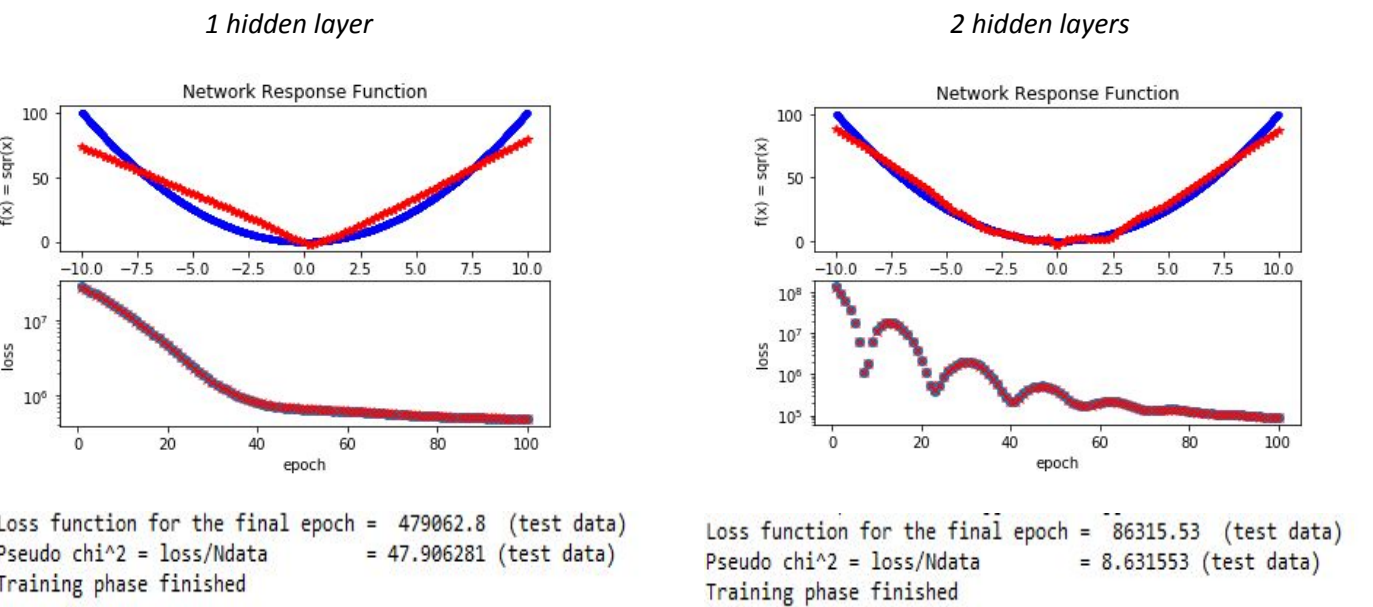 1 hidden layer
Network Response Function
f(x) = sqr(x)
100
50
0
−10.0 −7.5 −5.0 −2.5 0.0 2.5 5.0 7.5 10.0
loss
10^7
10^6
0 20 40 60 80 100
epoch
Loss function for the final epoch = 479062.8 (test data)
Pseudo chi^2 = loss/Ndata = 47.906281 (test data)
Training phase finished
2 hidden layers
Network Response Function
f(x) = sqr(x)
100
50
0
−10.0 −7.5 −5.0 −2.5 0.0 2.5 5.0 7.5 10.0
loss
10^8
10^7
10^6
10^5
0 20 40 60 80 100
epoch
Loss function for the final epoch = 86315.53 (test data)
Pseudo chi^2 = loss/Ndata = 8.631553 (test data)
Training phase finished